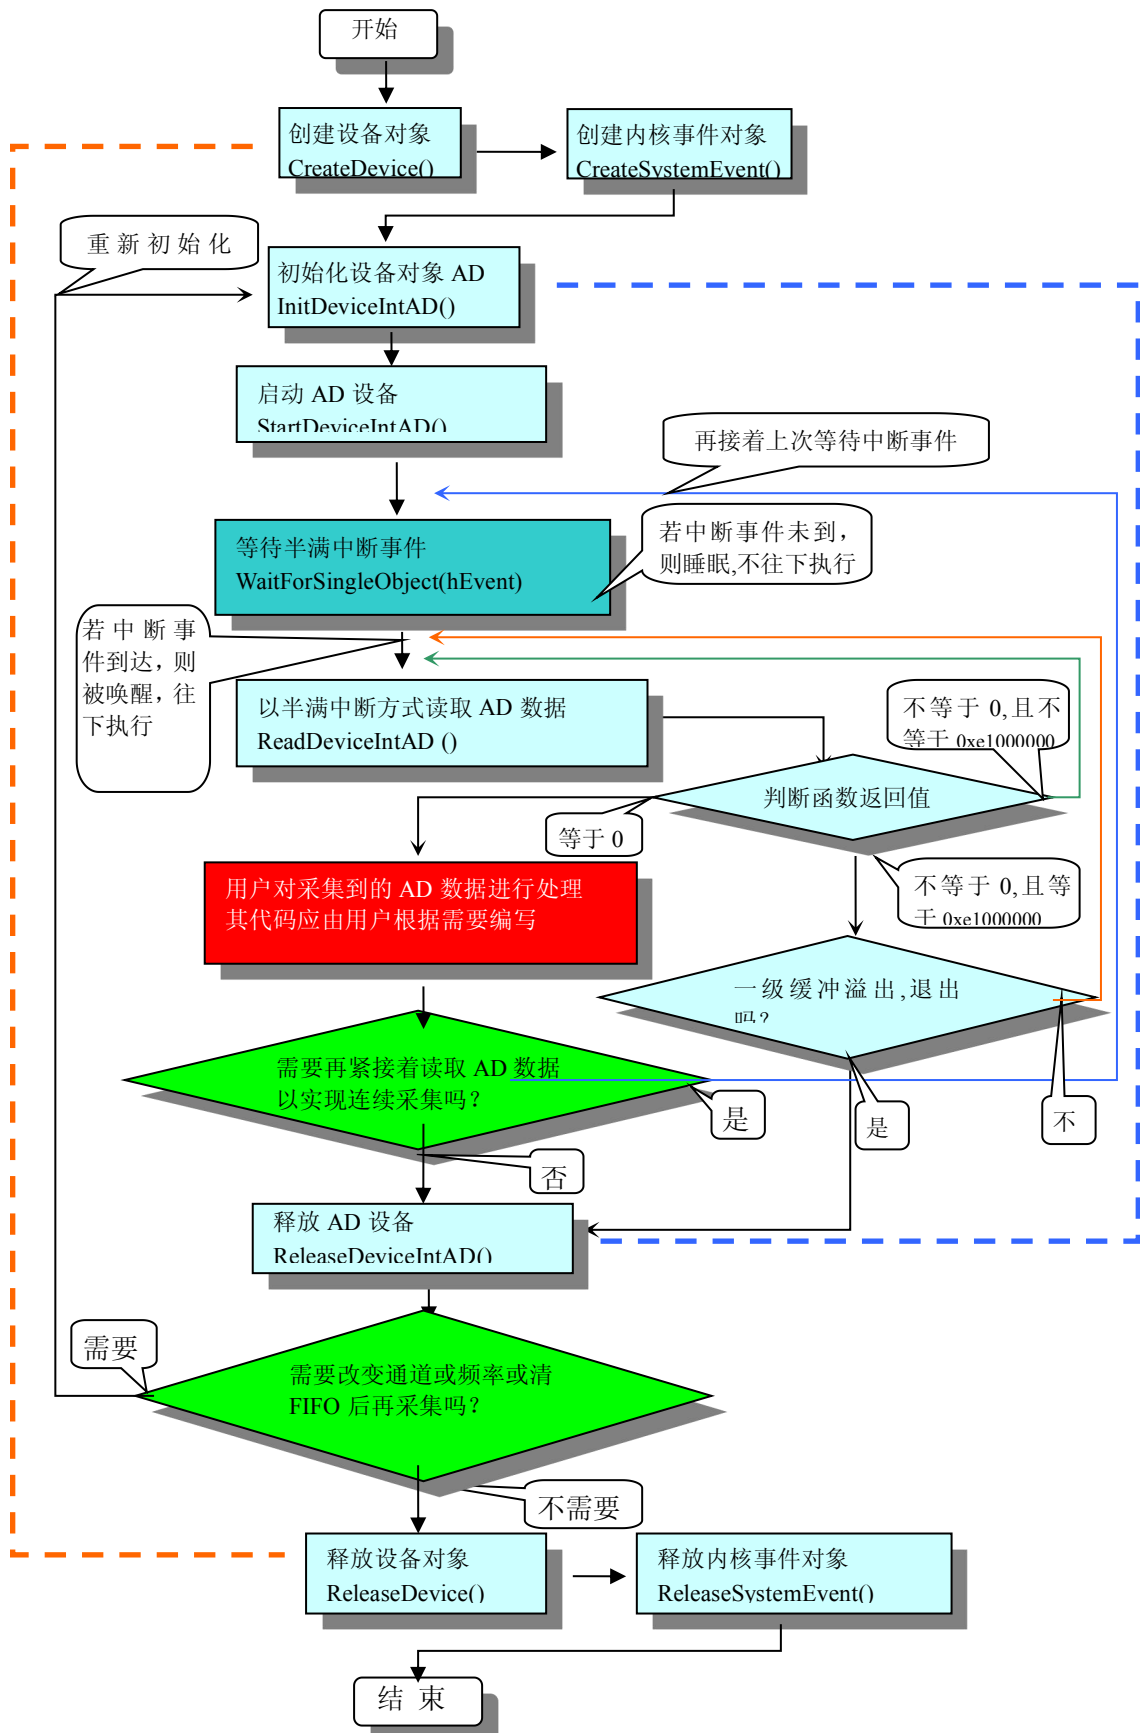 开始
创建设备对象
CreateDevice()
创建内核事件对象
CreateSystemEvent()
重新初始化
初始化设备对象 AD
InitDeviceIntAD()
启动 AD 设备
StartDeviceIntAD()
再接着上次等待中断事件
等待半满中断事件
WaitForSingleObject(hEvent)
若中断事件未到，
则睡眠,不往下执行
若中断事
件到达，则
被唤醒，往
下执行
以半满中断方式读取 AD 数据
ReadDeviceIntAD ()
不等于 0,且不
等于 0xe1000000
判断函数返回值
等于 0
用户对采集到的 AD 数据进行处理
其代码应由用户根据需要编写
不等于 0,且等
于 0xe1000000
一级缓冲溢出,退出
吗?
需要再紧接着读取 AD 数据
以实现连续采集吗?
是
是
不
否
释放 AD 设备
ReleaseDeviceIntAD()
需要
需要改变通道或频率或清
FIFO 后再采集吗?
不需要
释放设备对象
ReleaseDevice()
释放内核事件对象
ReleaseSystemEvent()
结 束